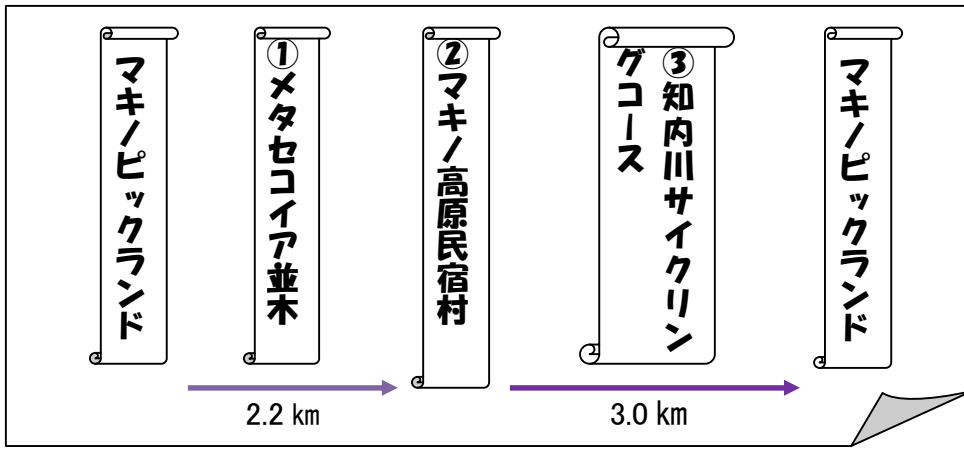 マキノピックランド
①メタセコイア並木
②マキノ高原民宿村
③知内川サイクリン
グコース
マキノピックランド
2.2 ㎞
3.0 ㎞